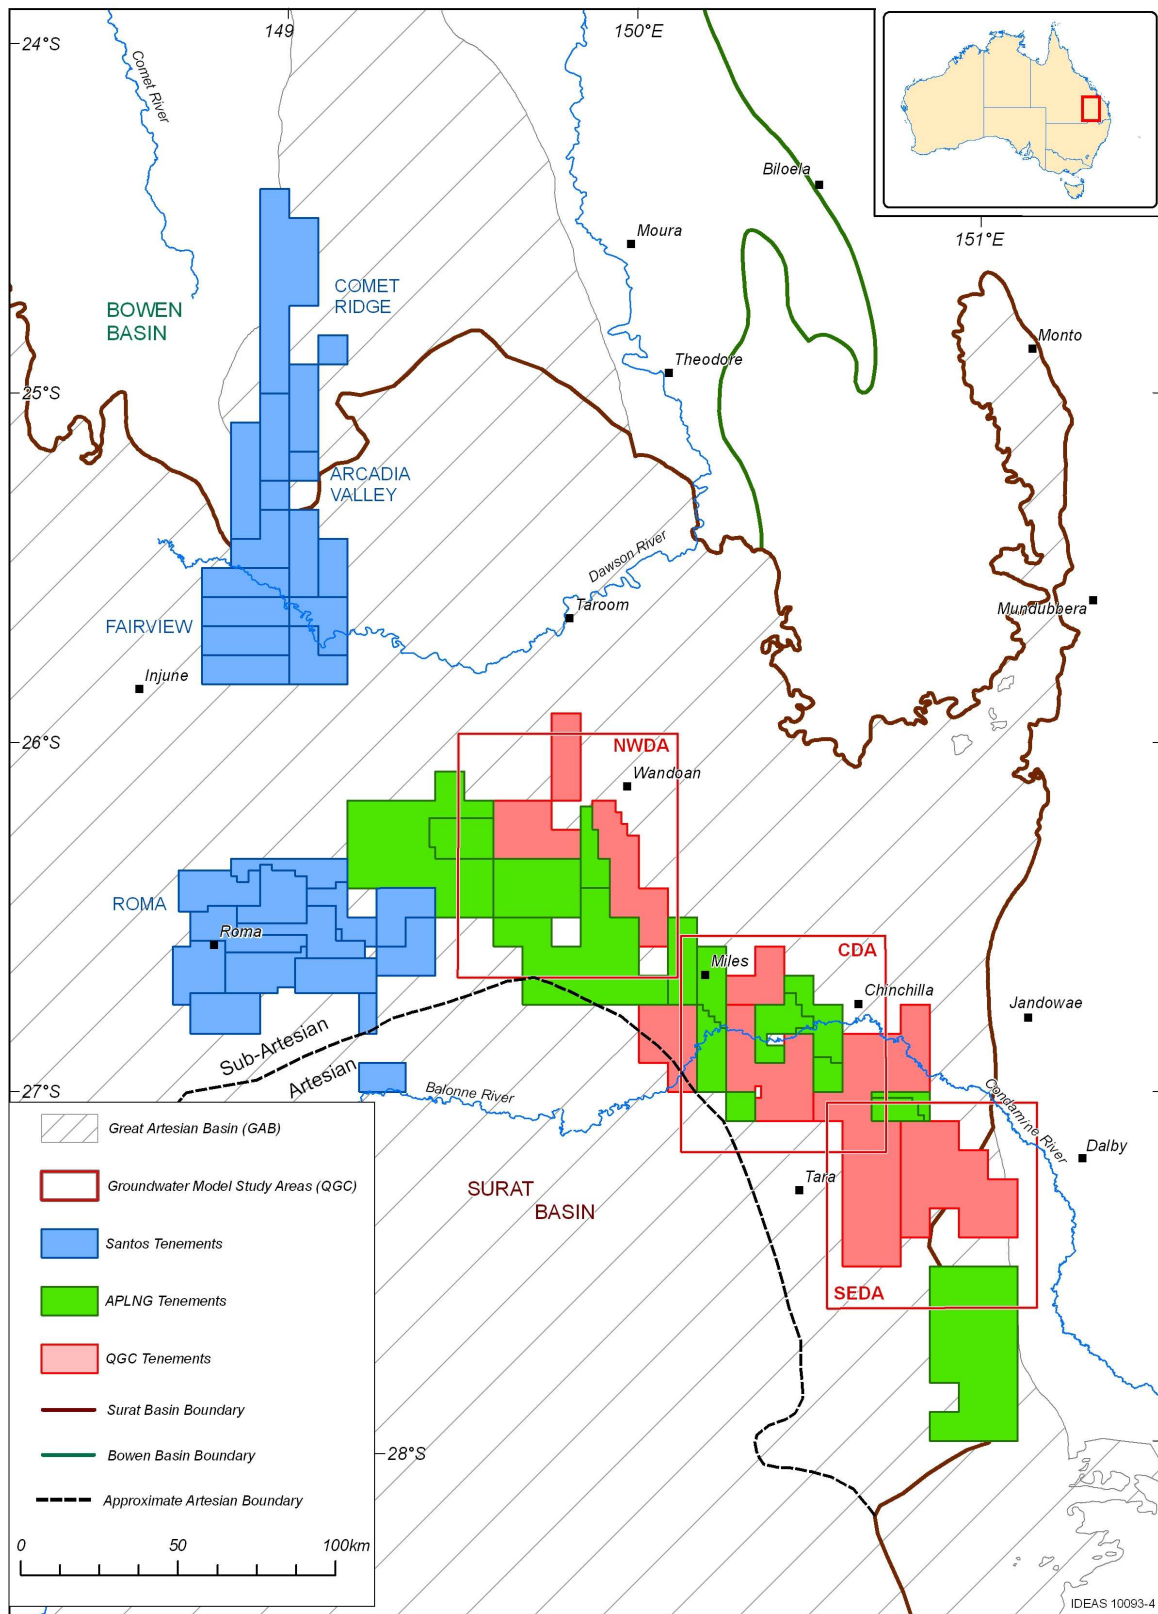 24°S
149
150°E
Comet River
Biloela
Moura
151°E
COMET
RIDGE
BOWEN
BASIN
Monto
Theodore
25°S
ARCADIA
VALLEY
Dawson River
Taroom
Mundubbera
FAIRVIEW
Injune
26°S
NWDA
Wandoan
ROMA
Roma
CDA
Miles
Chinchilla
Jandowae
Sub-Artesian
Artesian
27°S
Balonne River
Condamine River
Dalby
Tara
SURAT
BASIN
SEDA
28°S
Great Artesian Basin (GAB)
Groundwater Model Study Areas (QGC)
Santos Tenements
APLNG Tenements
QGC Tenements
Surat Basin Boundary
Bowen Basin Boundary
Approximate Artesian Boundary
0 50 100km
IDEAS 10093-4